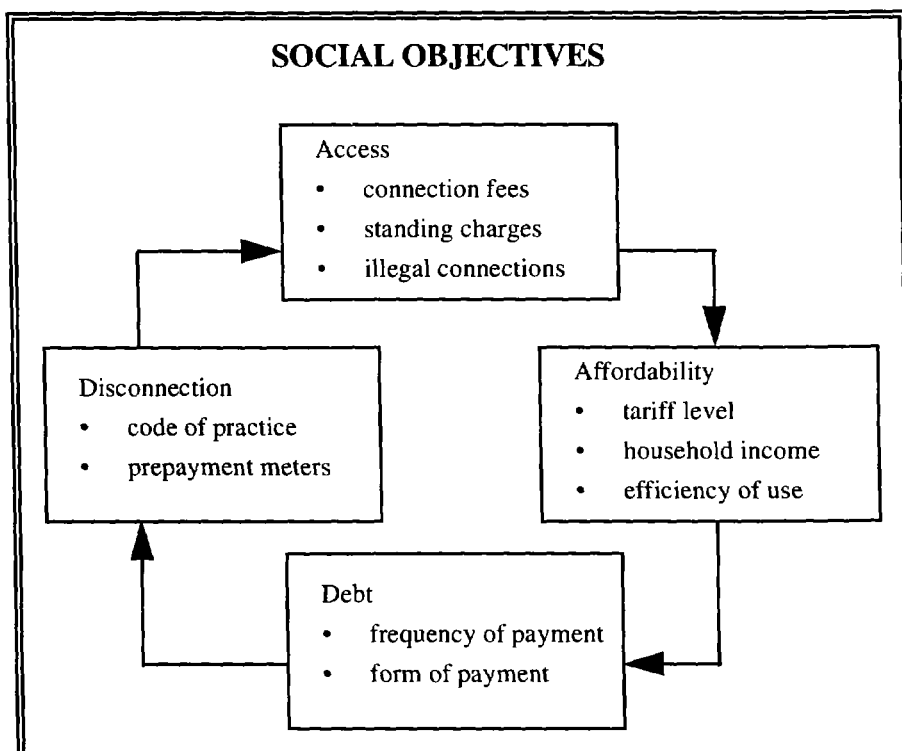 SOCIAL OBJECTIVES
Access
• connection fees
• standing charges
• illegal connections
Affordability
• tariff level
• household income
• efficiency of use
Debt
• frequency of payment
• form of payment
Disconnection
• code of practice
• prepayment meters